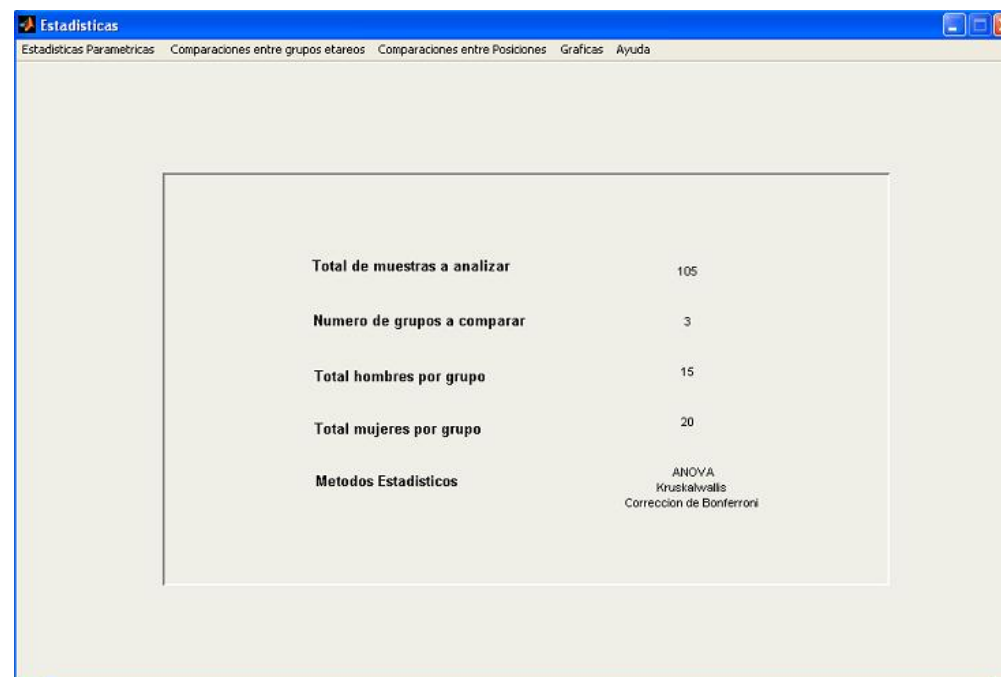 Estadisticas
Estadisticas Parametricas Comparaciones entre grupos etareos Comparaciones entre Posiciones Graficas Ayuda
Total de muestras a analizar 105
Numero de grupos a comparar 3
Total hombres por grupo 15
Total mujeres por grupo 20
Metodos Estadisticos ANOVA
Kruskalwallis
Correccion de Bonferroni